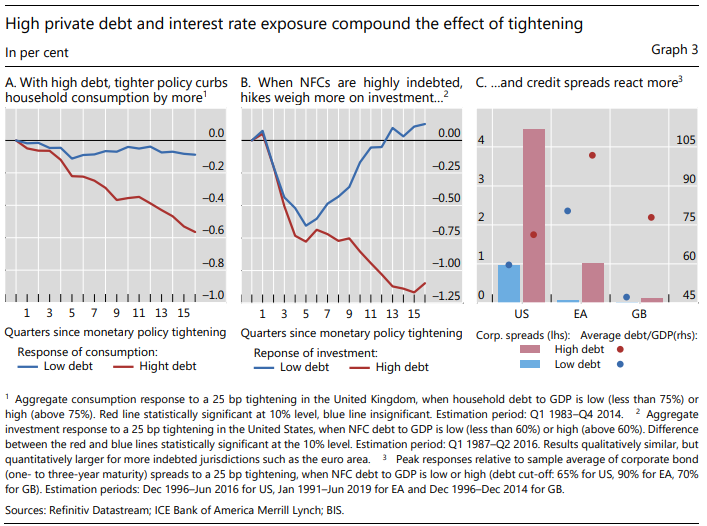 High private debt and interest rate exposure compound the effect of tightening
In per cent
Graph 3
A. With high debt, tighter policy curbs
household consumption by more1
B. When NFCs are highly indebted,
hikes weigh more on investment…2
C. …and credit spreads react more3
0.0
–0.2
–0.4
–0.6
–0.8
–1.0
1 3 5 7 9 11 13 15
Quarters since monetary policy tightening
Rsponse of consumption:
Low debt
Hight debt
0.00
–0.25
–0.50
–0.75
–1.00
–1.25
1 3 5 7 9 11 13 15
Quarters since monetary policy tightening
Reponse of investment:
Low debt
High debt
4
3
2
1
0
105
90
75
60
45
US EA GB
Corp. spreads (lhs): Average debt/GDP(rhs):
High debt
Low debt
1 Aggregate consumption response to a 25 bp tightening in the United Kingdom, when household debt to GDP is low (less than 75%) or
high (above 75%). Red line statistically significant at 10% level, blue line insignificant. Estimation period: Q1 1983–Q4 2014. 2 Aggregate
investment response to a 25 bp tightening in the United States, when NFC debt to GDP is low (less than 60%) or high (above 60%). Difference
between the red and blue lines statistically significant at the 10% level. Estimation period: Q1 1987–Q2 2016. Results qualitatively similar, but
quantitatively larger for more indebted jurisdictions such as the euro area. 3 Peak responses relative to sample average of corporate bond
(one- to three-year maturity) spreads to a 25 bp tightening, when NFC debt to GDP is low or high (debt cut-off: 65% for US, 90% for EA, 70%
for GB). Estimation periods: Dec 1996–Jun 2016 for US, Jan 1991–Jun 2019 for EA and Dec 1996–Dec 2014 for GB.
Sources: Refinitiv Datastream; ICE Bank of America Merrill Lynch; BIS.